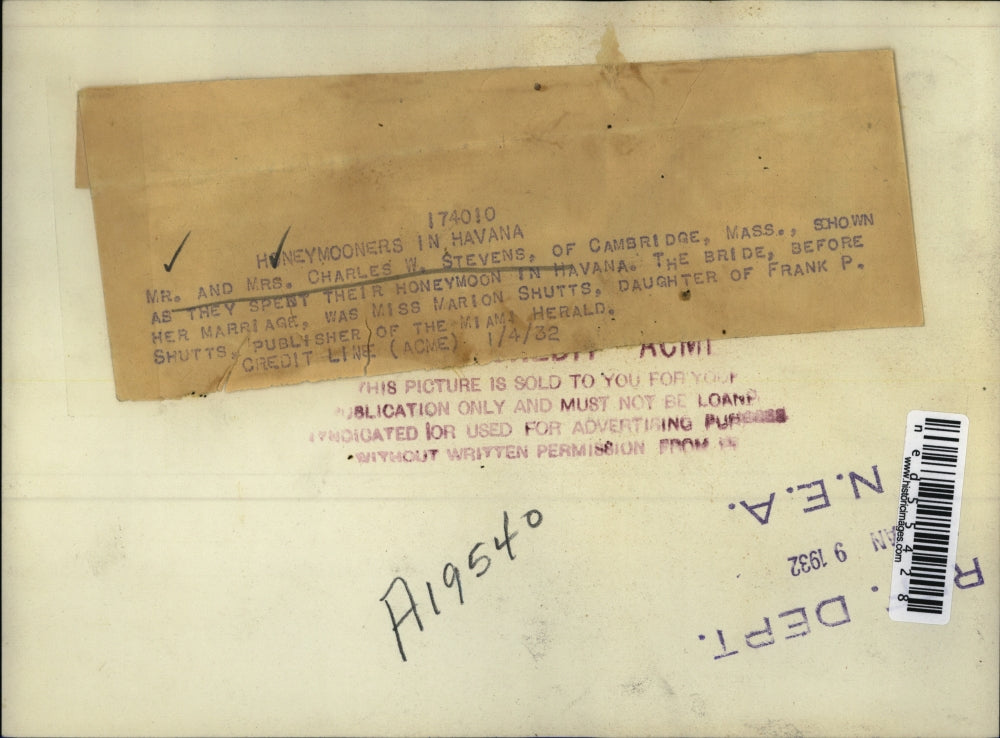 174010
HONEYMOONERS IN HAVANA
MR. AND MRS. CHARLES W. STEVENS, OF CAMBRIDGE, MASS., SHOWN
AS THEY SPENT THEIR HONEYMOON IN HAVANA. THE BRIDE, BEFORE
HER MARRIAGE, WAS MISS MARION SHUTTS, DAUGHTER OF FRANK P.
SHUTTS, PUBLISHER OF THE MIAMI HERALD.
CREDIT LINE (ACME) 1/4/32
ACME
THIS PICTURE IS SOLD TO YOU FOR YOUR
PUBLICATION ONLY AND MUST NOT BE LOANED
SYNDICATED OR USED FOR ADVERTISING PURPOSES
WITHOUT WRITTEN PERMISSION FROM
A19540
R DEPT.
JAN 9 1932
N.E.A.
www.historicimages.com
ned55428